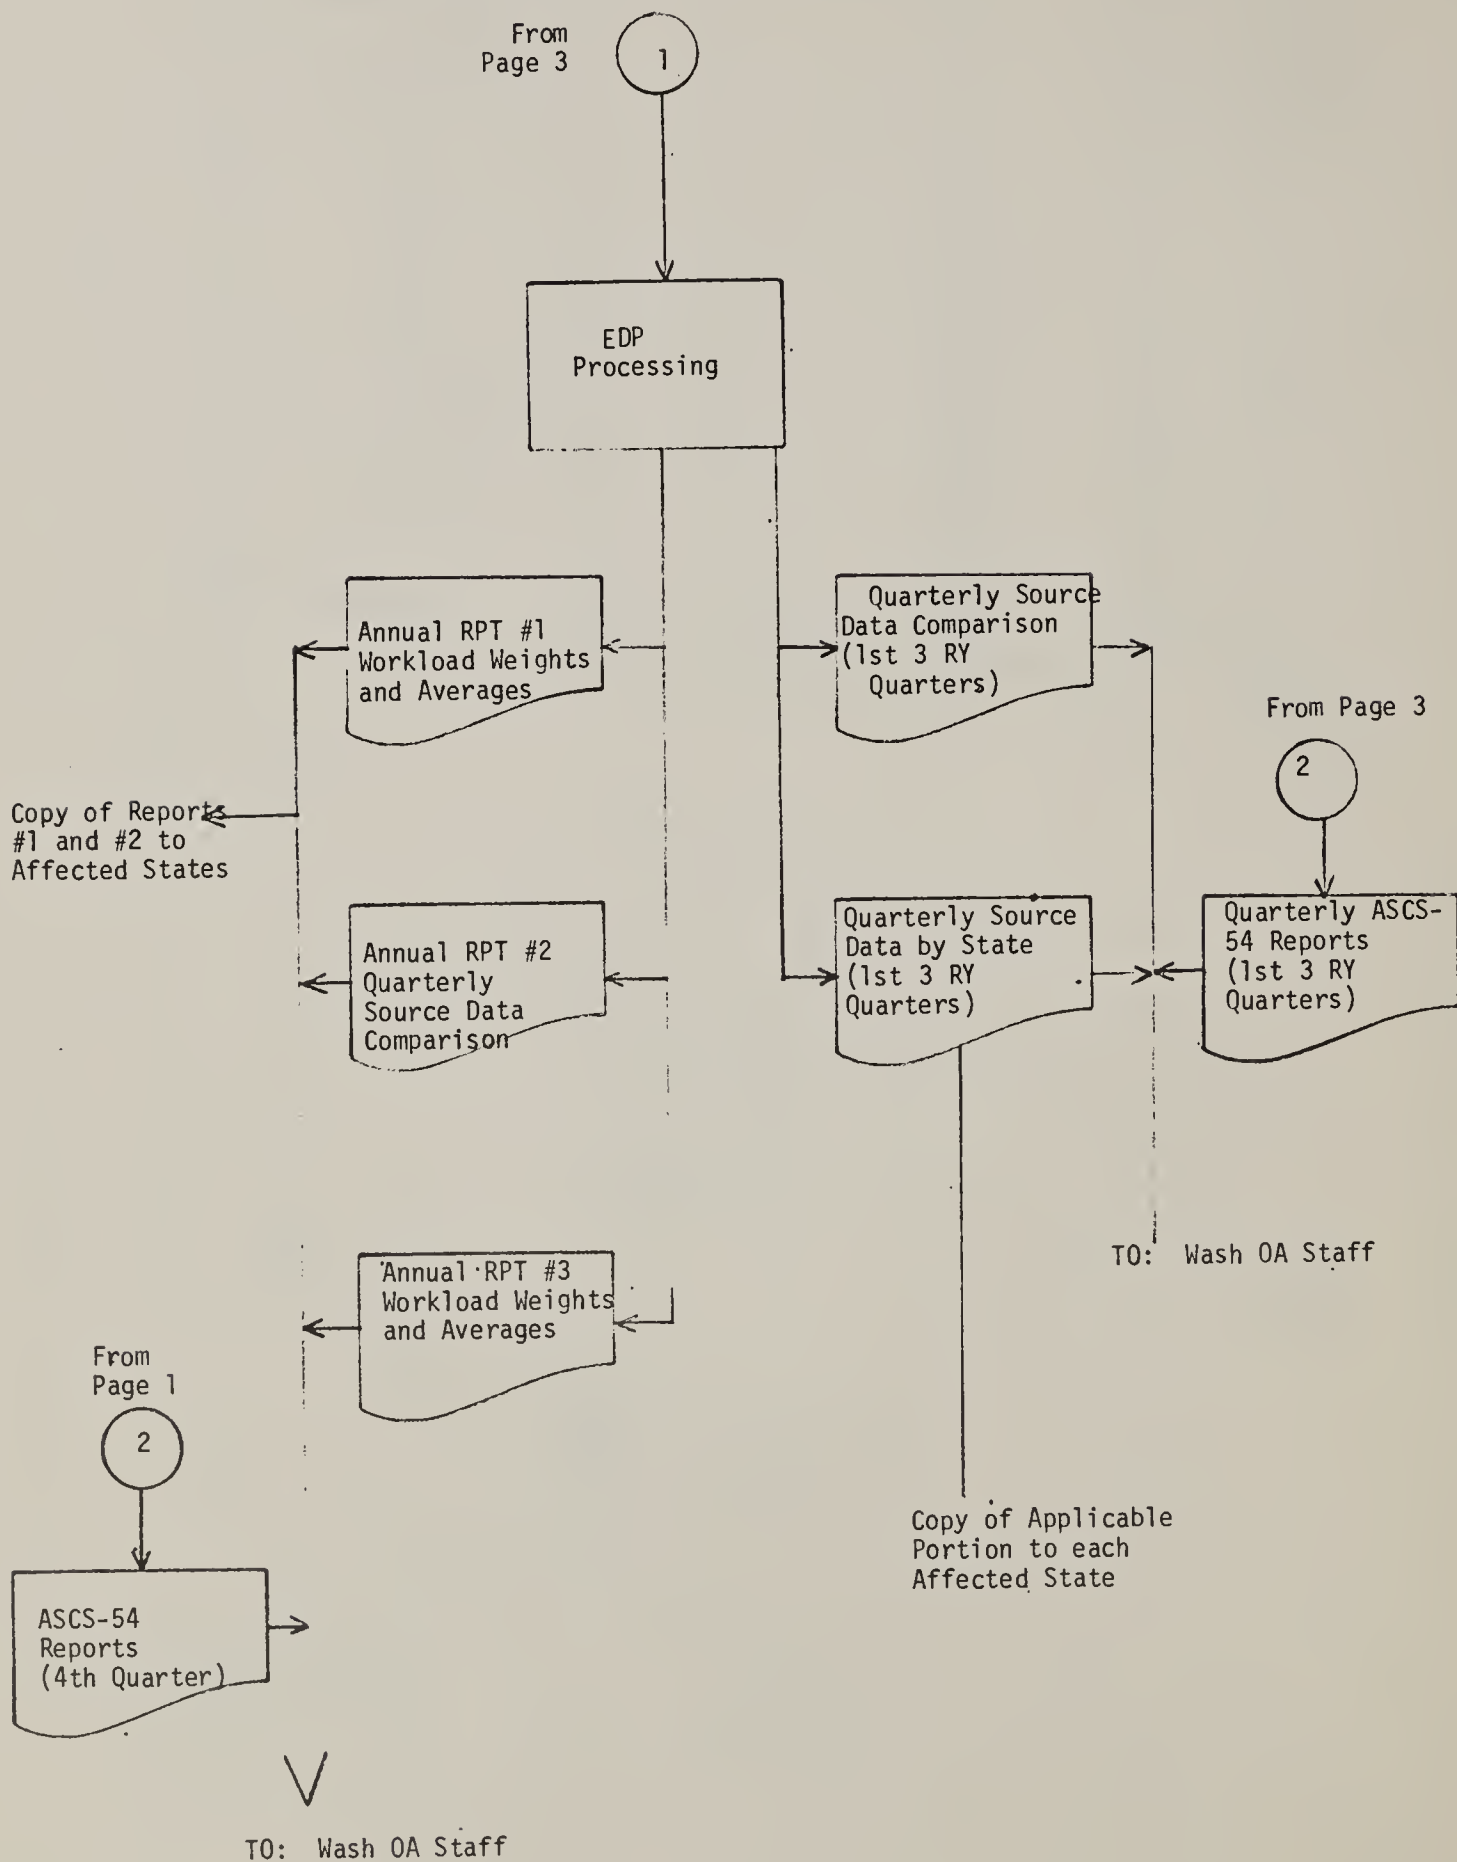 From
Page 3
1
EDP
Processing
Annual RPT #1
Workload Weights
and Averages
Quarterly Source
Data Comparison
(1st 3 RY
Quarters)
From Page 3
2
Copy of Reports
#1 and #2 to
Affected States
Annual RPT #2
Quarterly
Source Data
Comparison
Quarterly Source
Data by State
(1st 3 RY
Quarters)
Quarterly ASCS-
54 Reports
(1st 3 RY
Quarters)
TO: Wash OA Staff
Annual RPT #3
Workload Weights
and Averages
From
Page 1
2
Copy of Applicable
Portion to each
Affected State
ASCS-54
Reports
(4th Quarter)
TO: Wash OA Staff